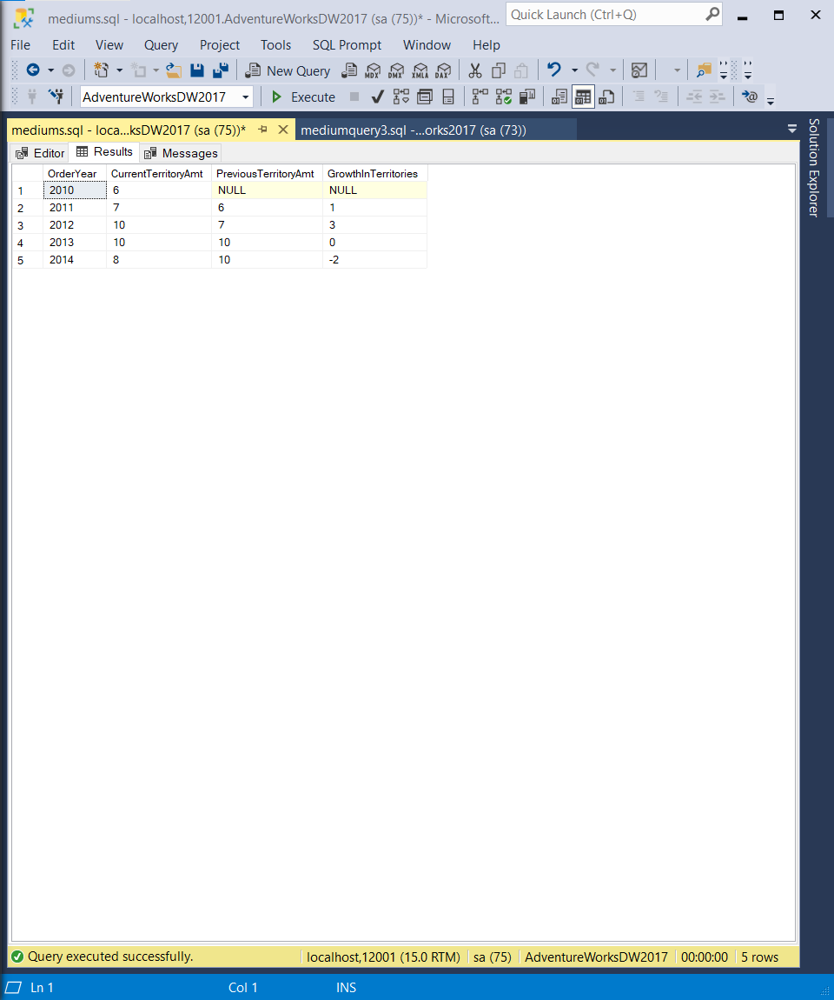 mediums.sql - localhost,12001.AdventureWorksDW2017 (sa (75))* - Microsoft... Quick Launch (Ctrl+Q)
File Edit View Query Project Tools SQL Prompt Window Help
New Query MDX DMX XMLA DAX
AdventureWorksDW2017 Execute
mediums.sql - loca...ksDW2017 (sa (75))* mediumquery3.sql -...orks2017 (sa (73))
Solution Explorer
Editor Results Messages
OrderYear CurrentTerritoryAmt PreviousTerritoryAmt GrowthInTerritories
1 2010 6 NULL NULL
2 2011 7 6 1
3 2012 10 7 3
4 2013 10 10 0
5 2014 8 10 -2
Query executed successfully. localhost,12001 (15.0 RTM) sa (75) AdventureWorksDW2017 00:00:00 5 rows
Ln 1 Col 1 INS